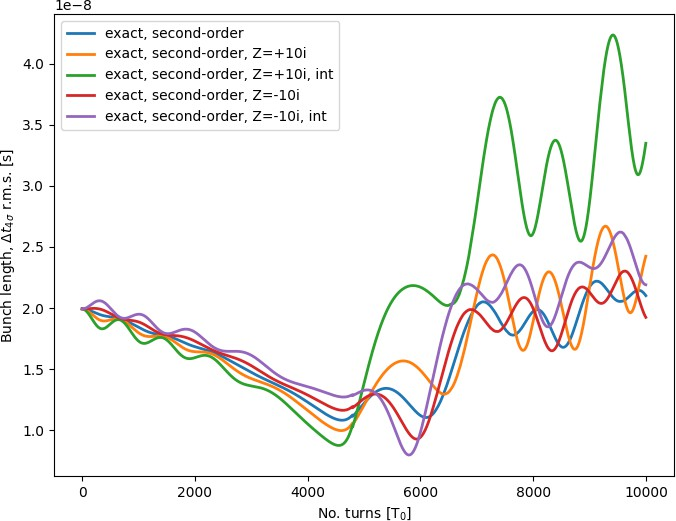 1e−8
exact, second-order
exact, second-order, Z=+10i
exact, second-order, Z=+10i, int
exact, second-order, Z=-10i
exact, second-order, Z=-10i, int
Bunch length, Δt₄σ r.m.s. [s]
4.0
3.5
3.0
2.5
2.0
1.5
1.0
0 2000 4000 6000 8000 10000
No. turns [T₀]